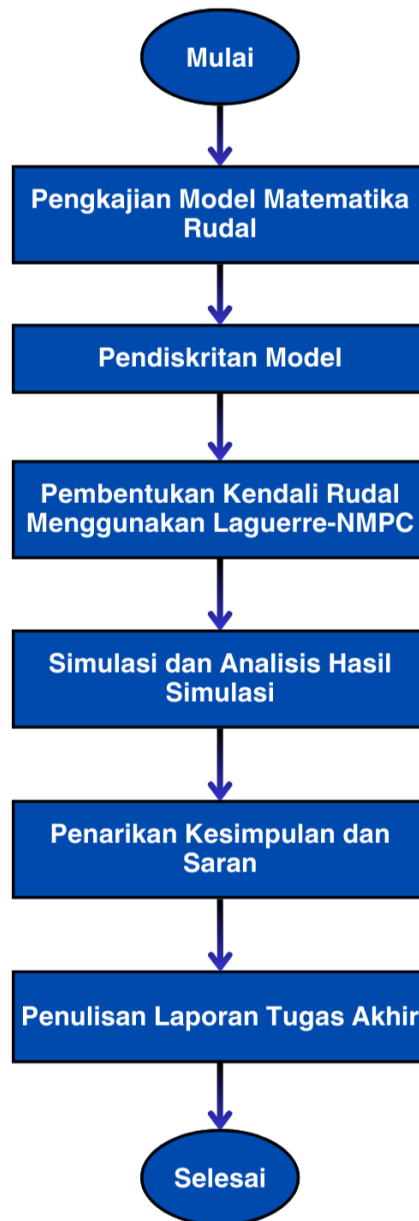 Mulai
Pengkajian Model Matematika
Rudal
Pendiskritan Model
Pembentukan Kendali Rudal
Menggunakan Laguerre-NMPC
Simulasi dan Analisis Hasil
Simulasi
Penarikan Kesimpulan dan
Saran
Penulisan Laporan Tugas Akhir
Selesai